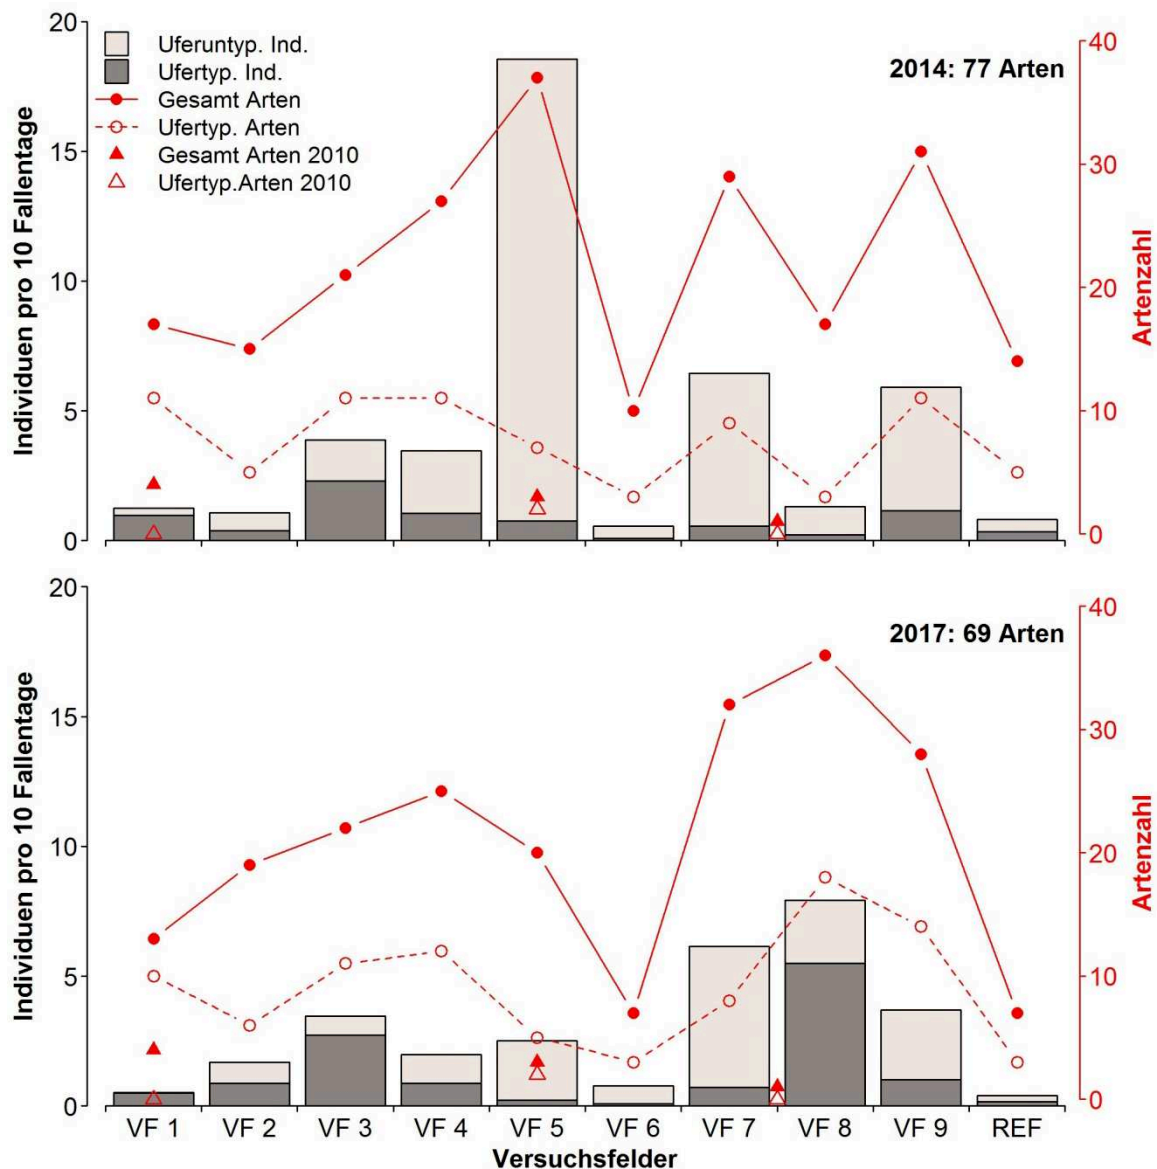 20
15
10
5
0
Individuen pro 10 Fallentage
Uferuntyp. Ind.
Ufertyp. Ind.
Gesamt Arten
Ufertyp. Arten
Gesamt Arten 2010
Ufertyp.Arten 2010
2014: 77 Arten
40
30
20
10
0
Artenzahl
20
15
10
5
0
Individuen pro 10 Fallentage
2017: 69 Arten
40
30
20
10
0
Artenzahl
VF 1 VF 2 VF 3 VF 4 VF 5 VF 6 VF 7 VF 8 VF 9 REF
Versuchsfelder